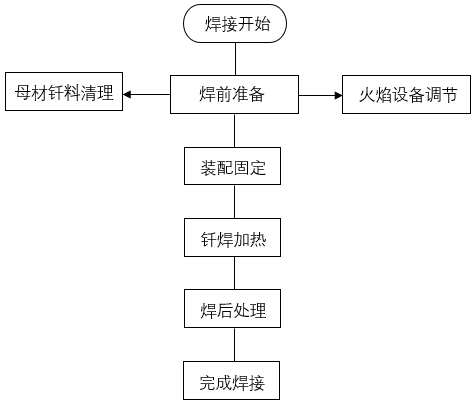 焊接开始
母材钎料清理
焊前准备
火焰设备调节
装配固定
钎焊加热
焊后处理
完成焊接